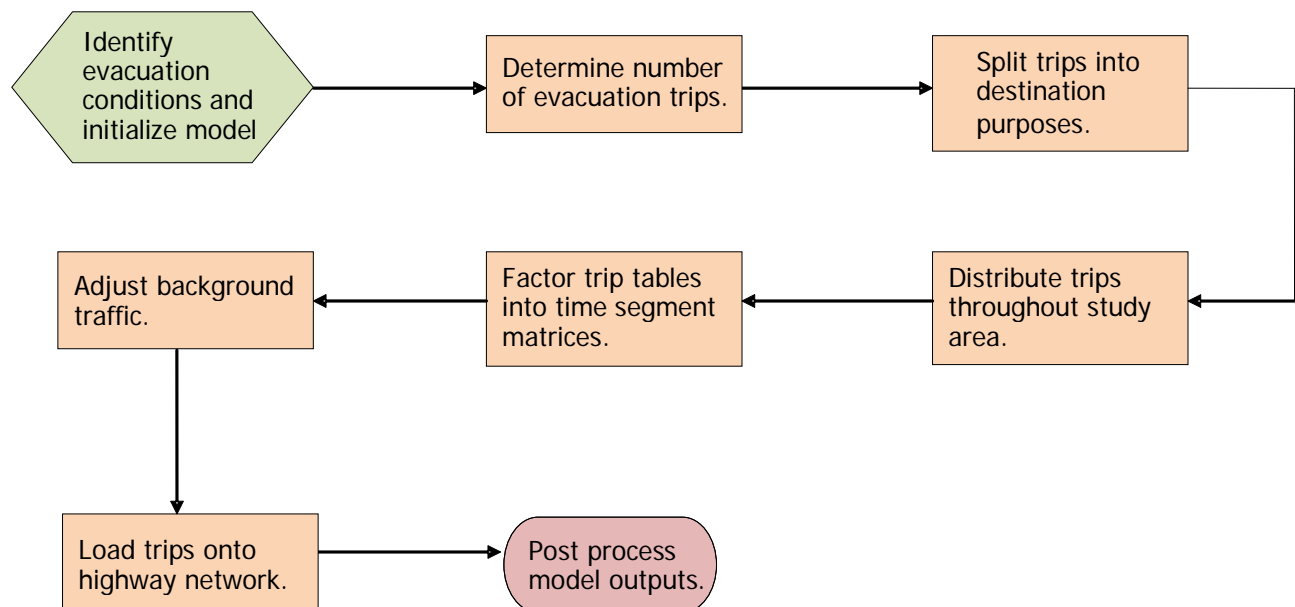 Identify
evacuation
conditions and
initialize model
Determine number
of evacuation trips.
Split trips into
destination
purposes.
Distribute trips
throughout study
area.
Factor trip tables
into time segment
matrices.
Adjust background
traffic.
Load trips onto
highway network.
Post process
model outputs.